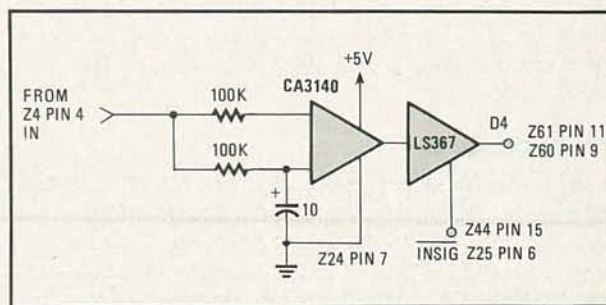 +5V
CA3140
FROM
Z4 PIN 4
IN
100K
100K
+
10
LS367
D4
Z61 PIN 11
Z60 PIN 9
Z24 PIN 7
Z44 PIN 15
INSIG Z25 PIN 6